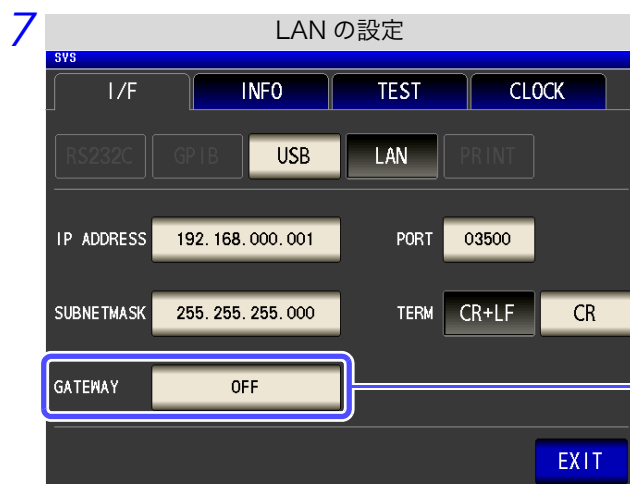 7
LAN の設定
SYS
I/F INFO TEST CLOCK
RS232C GPIB USB LAN PRINT
IP ADDRESS 192.168.000.001 PORT 03500
SUBNETMASK 255.255.255.000 TERM CR+LF CR
GATEWAY OFF
EXIT